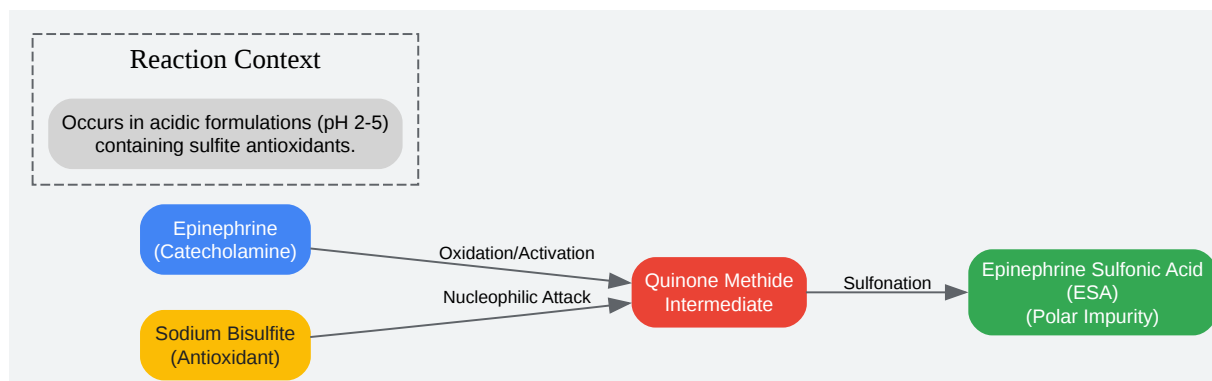 Reaction Context
Occurs in acidic formulations (pH 2-5)
containing sulfite antioxidants.
Epinephrine
(Catecholamine)
Oxidation/Activation
Nucleophilic Attack
Sodium Bisulfite
(Antioxidant)
Quinone Methide
Intermediate
Sulfonation
Epinephrine Sulfonic Acid
(ESA)
(Polar Impurity)